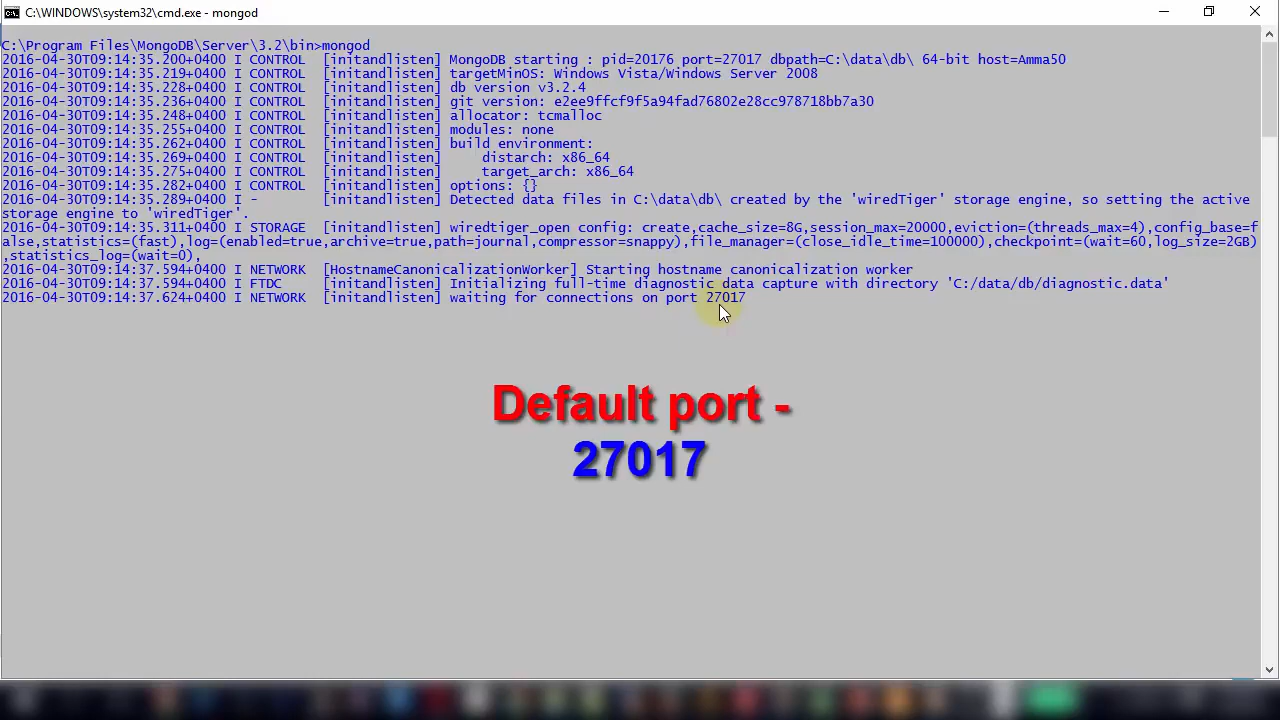 C:\WINDOWS\system32\cmd.exe - mongod
C:\Program Files\MongoDB\Server\3.2\bin>mongod
2016-04-30T09:14:35.200+0400 I CONTROL  [initandlisten] MongoDB starting : pid=20176 port=27017 dbpath=C:\data\db\ 64-bit host=Amma50
2016-04-30T09:14:35.219+0400 I CONTROL  [initandlisten] targetMinOS: Windows Vista/Windows Server 2008
2016-04-30T09:14:35.228+0400 I CONTROL  [initandlisten] db version v3.2.4
2016-04-30T09:14:35.236+0400 I CONTROL  [initandlisten] git version: e2ee9ffcf9f5a94fad76802e28cc978718bb7a30
2016-04-30T09:14:35.248+0400 I CONTROL  [initandlisten] allocator: tcmalloc
2016-04-30T09:14:35.255+0400 I CONTROL  [initandlisten] modules: none
2016-04-30T09:14:35.262+0400 I CONTROL  [initandlisten] build environment:
2016-04-30T09:14:35.269+0400 I CONTROL  [initandlisten]     distarch: x86_64
2016-04-30T09:14:35.275+0400 I CONTROL  [initandlisten]     target_arch: x86_64
2016-04-30T09:14:35.282+0400 I CONTROL  [initandlisten] options: {}
2016-04-30T09:14:35.289+0400 I -        [initandlisten] Detected data files in C:\data\db\ created by the 'wiredTiger' storage engine, so setting the active
storage engine to 'wiredTiger'.
2016-04-30T09:14:35.311+0400 I STORAGE  [initandlisten] wiredtiger_open config: create,cache_size=8G,session_max=20000,eviction=(threads_max=4),config_base=f
alse,statistics=(fast),log=(enabled=true,archive=true,path=journal,compressor=snappy),file_manager=(close_idle_time=100000),checkpoint=(wait=60,log_size=2GB)
,statistics_log=(wait=0),
2016-04-30T09:14:37.594+0400 I NETWORK  [HostnameCanonicalizationWorker] Starting hostname canonicalization worker
2016-04-30T09:14:37.594+0400 I FTDC     [initandlisten] Initializing full-time diagnostic data capture with directory 'C:/data/db/diagnostic.data'
2016-04-30T09:14:37.624+0400 I NETWORK  [initandlisten] waiting for connections on port 27017
Default port -
27017